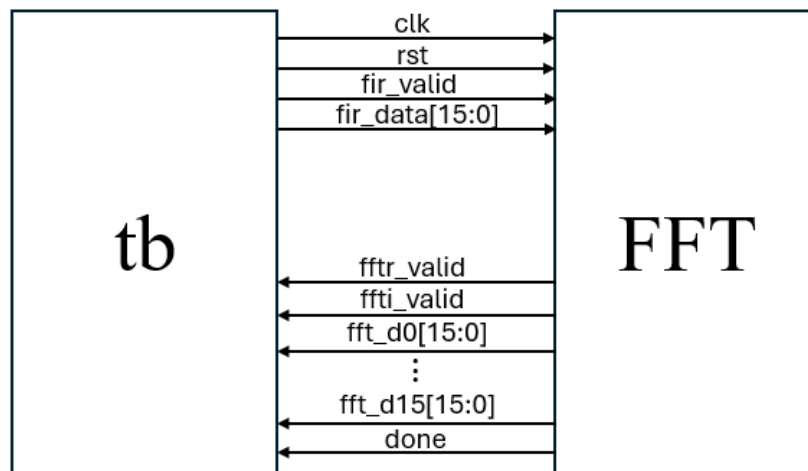 clk
rst
fir_valid
fir_data[15:0]
tb
FFT
fftr_valid
ffti_valid
fft_d0[15:0]
⋮
fft_d15[15:0]
done